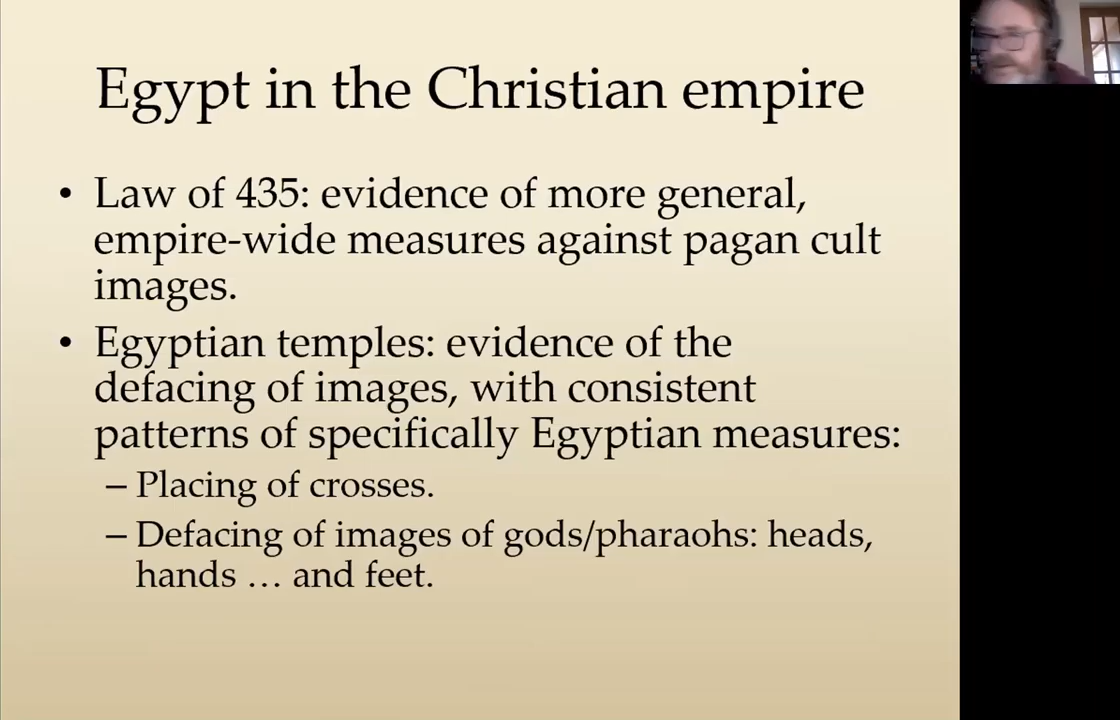 Egypt in the Christian empire
• Law of 435: evidence of more general,
empire-wide measures against pagan cult
images.
• Egyptian temples: evidence of the
defacing of images, with consistent
patterns of specifically Egyptian measures:
– Placing of crosses.
– Defacing of images of gods/pharaohs: heads,
hands … and feet.